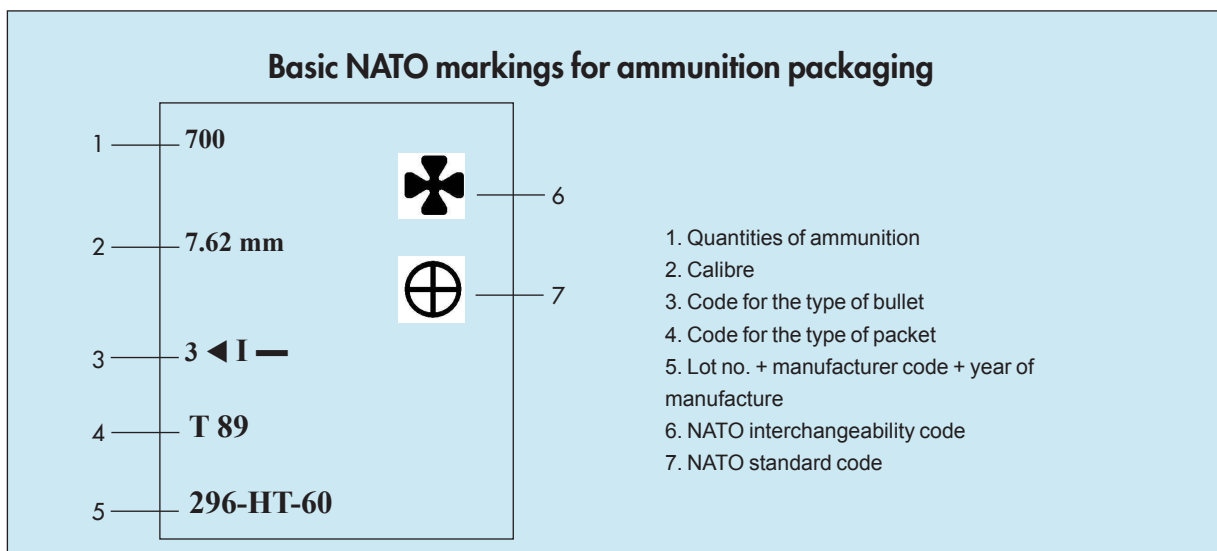 Basic NATO markings for ammunition packaging
1
700
6
2
7.62 mm
7
3
3 ◀ I —
4
T 89
5
296-HT-60
1. Quantities of ammunition
2. Calibre
3. Code for the type of bullet
4. Code for the type of packet
5. Lot no. + manufacturer code + year of
manufacture
6. NATO interchangeability code
7. NATO standard code